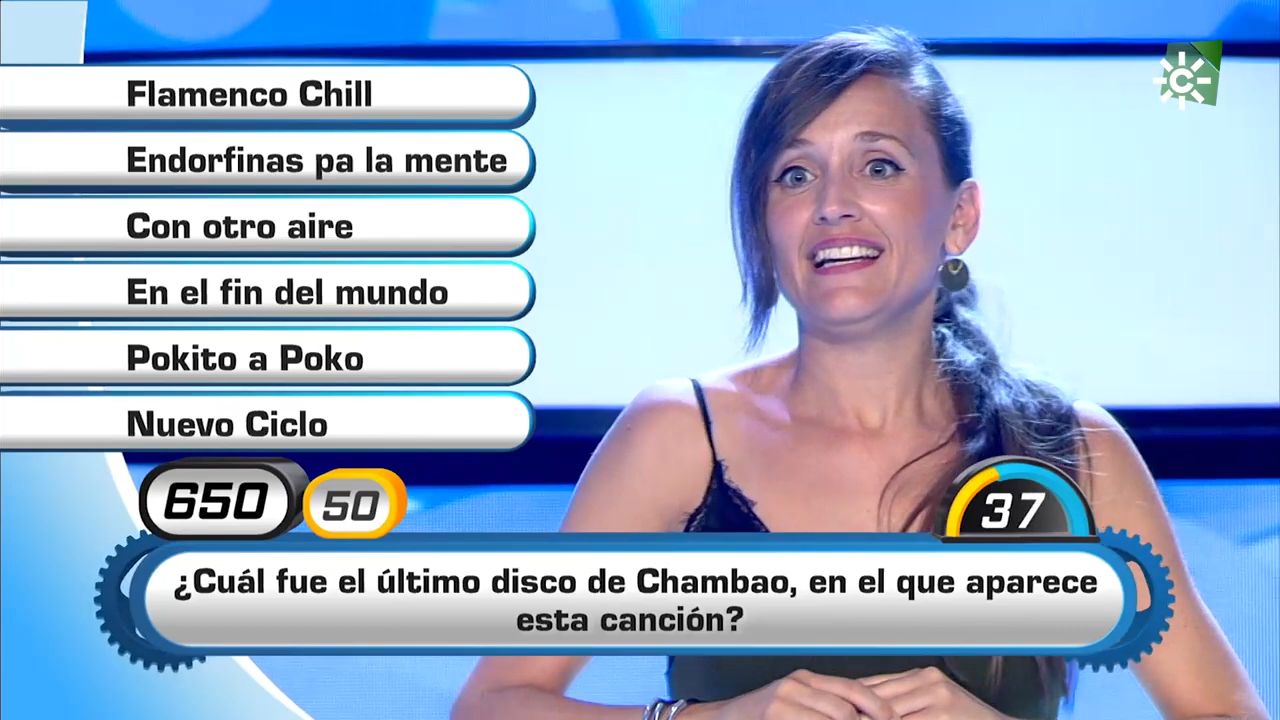 Flamenco Chill
Endorfinas pa la mente
Con otro aire
En el fin del mundo
Pokito a Poko
Nuevo Ciclo
650
50
37
¿Cuál fue el último disco de Chambao, en el que aparece
esta canción?